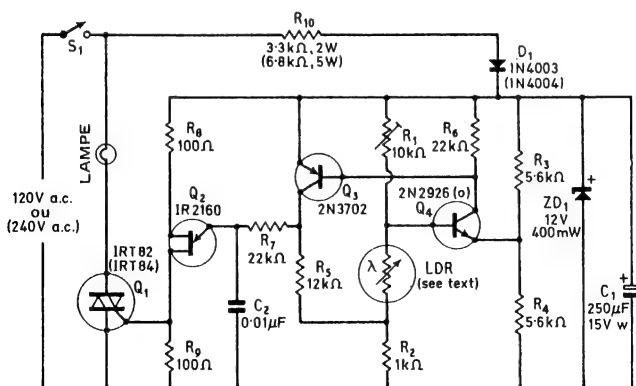 S1
R10
3.3kΩ, 2W
(6.8kΩ, 5W)
D1
1N4003
(1N4004)
LAMPE
120V a.c.
ou
(240V a.c.)
R8
100Ω
Q2
IR2160
R7
22kΩ
C2
0·01µF
IRT82
(IRT84)
Q1
R9
100Ω
Q3
2N3702
R5
12kΩ
R1
10kΩ
R6
22kΩ
2N2926(o)
Q4
λ
LDR
(see text)
R2
1kΩ
R3
5.6kΩ
R4
5.6kΩ
+
ZD1
12V
400mW
+
C1
250µF
15V w